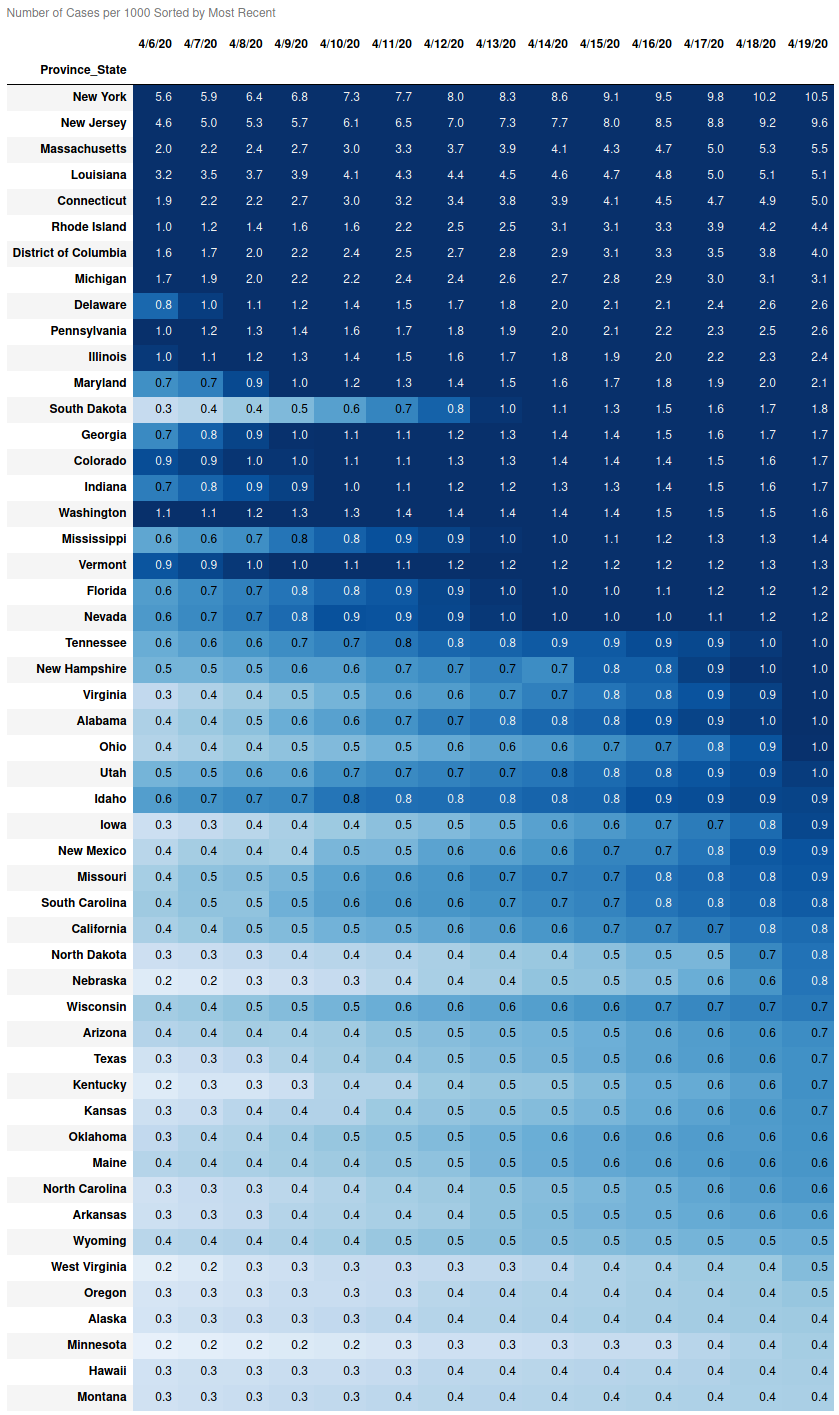 Number of Cases per 1000 Sorted by Most Recent
4/6/20 4/7/20 4/8/20 4/9/20 4/10/20 4/11/20 4/12/20 4/13/20 4/14/20 4/15/20 4/16/20 4/17/20 4/18/20 4/19/20
Province_State
New York 5.6 5.9 6.4 6.8 7.3 7.7 8.0 8.3 8.6 9.1 9.5 9.8 10.2 10.5
New Jersey 4.6 5.0 5.3 5.7 6.1 6.5 7.0 7.3 7.7 8.0 8.5 8.8 9.2 9.6
Massachusetts 2.0 2.2 2.4 2.7 3.0 3.3 3.7 3.9 4.1 4.3 4.7 5.0 5.3 5.5
Louisiana 3.2 3.5 3.7 3.9 4.1 4.3 4.4 4.5 4.6 4.7 4.8 5.0 5.1 5.1
Connecticut 1.9 2.2 2.2 2.7 3.0 3.2 3.4 3.8 3.9 4.1 4.5 4.7 4.9 5.0
Rhode Island 1.0 1.2 1.4 1.6 1.6 2.2 2.5 2.5 3.1 3.1 3.3 3.9 4.2 4.4
District of Columbia 1.6 1.7 2.0 2.2 2.4 2.5 2.7 2.8 2.9 3.1 3.3 3.5 3.8 4.0
Michigan 1.7 1.9 2.0 2.2 2.2 2.4 2.4 2.6 2.7 2.8 2.9 3.0 3.1 3.1
Delaware 0.8 1.0 1.1 1.2 1.4 1.5 1.7 1.8 2.0 2.1 2.1 2.4 2.6 2.6
Pennsylvania 1.0 1.2 1.3 1.4 1.6 1.7 1.8 1.9 2.0 2.1 2.2 2.3 2.5 2.6
Illinois 1.0 1.1 1.2 1.3 1.4 1.5 1.6 1.7 1.8 1.9 2.0 2.2 2.3 2.4
Maryland 0.7 0.7 0.9 1.0 1.2 1.3 1.4 1.5 1.6 1.7 1.8 1.9 2.0 2.1
South Dakota 0.3 0.4 0.4 0.5 0.6 0.7 0.8 1.0 1.1 1.3 1.5 1.6 1.7 1.8
Georgia 0.7 0.8 0.9 1.0 1.1 1.1 1.2 1.3 1.4 1.4 1.5 1.6 1.7 1.7
Colorado 0.9 0.9 1.0 1.0 1.1 1.1 1.3 1.3 1.4 1.4 1.4 1.5 1.6 1.7
Indiana 0.7 0.8 0.9 0.9 1.0 1.1 1.2 1.2 1.3 1.3 1.4 1.5 1.6 1.7
Washington 1.1 1.1 1.2 1.3 1.3 1.4 1.4 1.4 1.4 1.4 1.5 1.5 1.5 1.6
Mississippi 0.6 0.6 0.7 0.8 0.8 0.9 0.9 1.0 1.0 1.1 1.2 1.3 1.3 1.4
Vermont 0.9 0.9 1.0 1.0 1.1 1.1 1.2 1.2 1.2 1.2 1.2 1.2 1.3 1.3
Florida 0.6 0.7 0.7 0.8 0.8 0.9 0.9 1.0 1.0 1.0 1.1 1.2 1.2 1.2
Nevada 0.6 0.7 0.7 0.8 0.9 0.9 0.9 1.0 1.0 1.0 1.0 1.1 1.2 1.2
Tennessee 0.6 0.6 0.6 0.7 0.7 0.8 0.8 0.8 0.9 0.9 0.9 0.9 1.0 1.0
New Hampshire 0.5 0.5 0.5 0.6 0.6 0.7 0.7 0.7 0.7 0.8 0.8 0.9 1.0 1.0
Virginia 0.3 0.4 0.4 0.5 0.5 0.6 0.6 0.7 0.7 0.8 0.8 0.9 0.9 1.0
Alabama 0.4 0.4 0.5 0.6 0.6 0.7 0.7 0.8 0.8 0.8 0.9 0.9 1.0 1.0
Ohio 0.4 0.4 0.4 0.5 0.5 0.5 0.6 0.6 0.6 0.7 0.7 0.8 0.9 1.0
Utah 0.5 0.5 0.6 0.6 0.7 0.7 0.7 0.7 0.8 0.8 0.8 0.9 0.9 1.0
Idaho 0.6 0.7 0.7 0.7 0.8 0.8 0.8 0.8 0.8 0.8 0.9 0.9 0.9 0.9
Iowa 0.3 0.3 0.4 0.4 0.4 0.5 0.5 0.5 0.6 0.6 0.7 0.7 0.8 0.9
New Mexico 0.4 0.4 0.4 0.4 0.5 0.5 0.6 0.6 0.6 0.7 0.7 0.8 0.9 0.9
Missouri 0.4 0.5 0.5 0.5 0.6 0.6 0.6 0.7 0.7 0.7 0.8 0.8 0.8 0.9
South Carolina 0.4 0.5 0.5 0.5 0.6 0.6 0.6 0.7 0.7 0.7 0.8 0.8 0.8 0.8
California 0.4 0.4 0.5 0.5 0.5 0.5 0.6 0.6 0.6 0.7 0.7 0.7 0.8 0.8
North Dakota 0.3 0.3 0.3 0.4 0.4 0.4 0.4 0.4 0.4 0.5 0.5 0.5 0.7 0.8
Nebraska 0.2 0.2 0.3 0.3 0.3 0.4 0.4 0.4 0.5 0.5 0.5 0.6 0.6 0.8
Wisconsin 0.4 0.4 0.5 0.5 0.5 0.6 0.6 0.6 0.6 0.6 0.7 0.7 0.7 0.7
Arizona 0.4 0.4 0.4 0.4 0.4 0.5 0.5 0.5 0.5 0.5 0.6 0.6 0.6 0.7
Texas 0.3 0.3 0.3 0.4 0.4 0.4 0.5 0.5 0.5 0.5 0.6 0.6 0.6 0.7
Kentucky 0.2 0.3 0.3 0.3 0.4 0.4 0.4 0.5 0.5 0.5 0.5 0.6 0.6 0.7
Kansas 0.3 0.3 0.4 0.4 0.4 0.4 0.5 0.5 0.5 0.5 0.6 0.6 0.6 0.7
Oklahoma 0.3 0.4 0.4 0.4 0.5 0.5 0.5 0.5 0.6 0.6 0.6 0.6 0.6 0.6
Maine 0.4 0.4 0.4 0.4 0.4 0.5 0.5 0.5 0.5 0.6 0.6 0.6 0.6 0.6
North Carolina 0.3 0.3 0.3 0.4 0.4 0.4 0.4 0.5 0.5 0.5 0.5 0.6 0.6 0.6
Arkansas 0.3 0.3 0.3 0.3 0.4 0.4 0.4 0.5 0.5 0.5 0.5 0.6 0.6 0.6
Wyoming 0.4 0.4 0.4 0.4 0.4 0.4 0.5 0.5 0.5 0.5 0.5 0.5 0.5 0.5
West Virginia 0.2 0.2 0.3 0.3 0.3 0.3 0.3 0.3 0.4 0.4 0.4 0.4 0.4 0.5
Oregon 0.3 0.3 0.3 0.3 0.3 0.3 0.4 0.4 0.4 0.4 0.4 0.4 0.4 0.5
Alaska 0.3 0.3 0.3 0.3 0.3 0.3 0.4 0.4 0.4 0.4 0.4 0.4 0.4 0.4
Minnesota 0.2 0.2 0.2 0.2 0.2 0.3 0.3 0.3 0.3 0.3 0.3 0.4 0.4 0.4
Hawaii 0.3 0.3 0.3 0.3 0.3 0.3 0.4 0.4 0.4 0.4 0.4 0.4 0.4 0.4
Montana 0.3 0.3 0.3 0.3 0.3 0.4 0.4 0.4 0.4 0.4 0.4 0.4 0.4 0.4